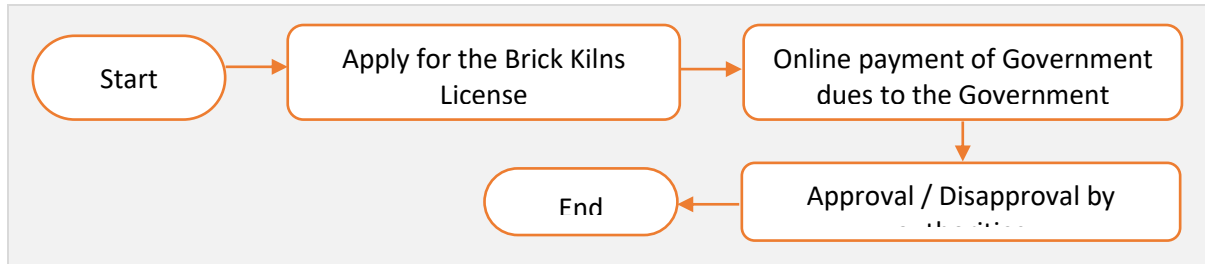 Start
Apply for the Brick Kilns
License
Online payment of Government
dues to the Government
Approval / Disapproval by
End